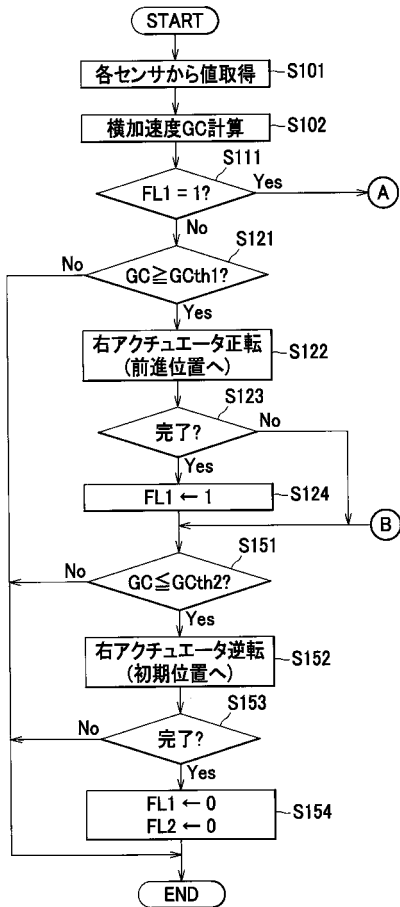 START
各センサから値取得
S101
横加速度GC計算
S102
S111
FL1 = 1?
Yes
A
No
S121
No
GC≧GCth1?
Yes
右アクチュエータ正転
(前進位置へ)
S122
S123
完了?
No
Yes
FL1 ← 1
S124
B
S151
No
GC≦GCth2?
Yes
右アクチュエータ逆転
(初期位置へ)
S152
S153
No
完了?
Yes
FL1 ← 0
FL2 ← 0
S154
END